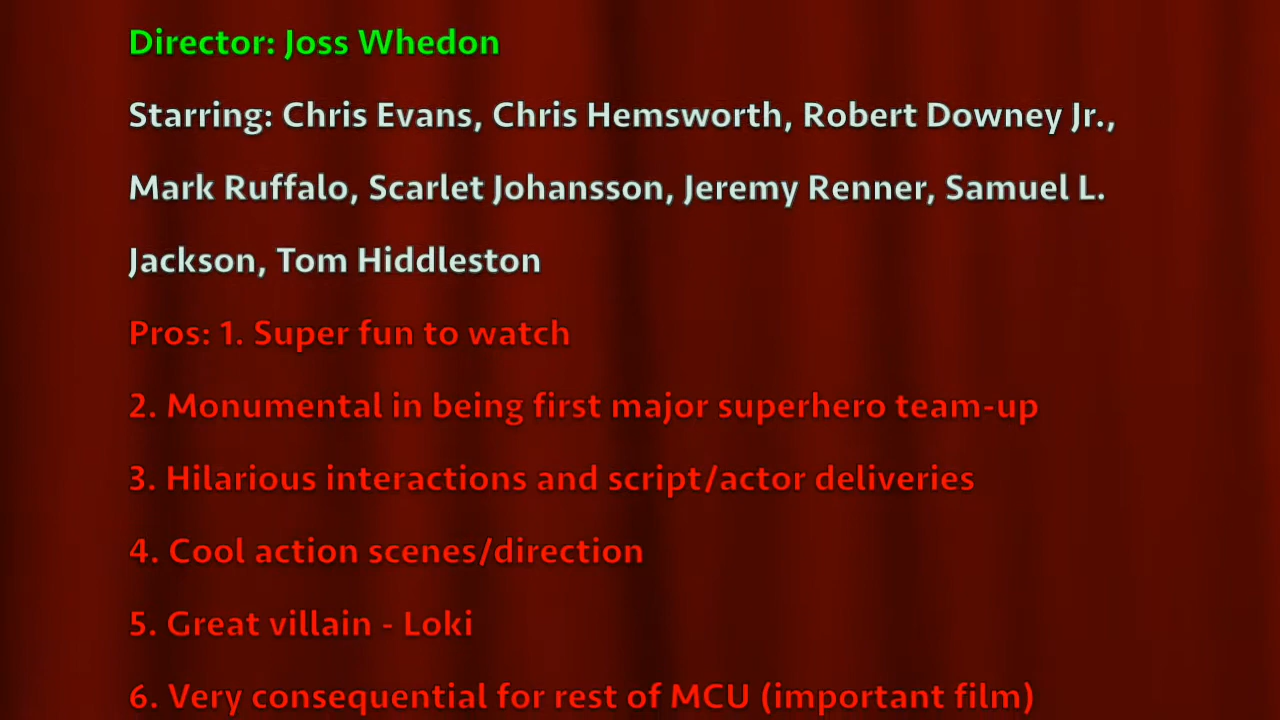 Director: Joss Whedon
Starring: Chris Evans, Chris Hemsworth, Robert Downey Jr.,
Mark Ruffalo, Scarlet Johansson, Jeremy Renner, Samuel L.
Jackson, Tom Hiddleston
Pros: 1. Super fun to watch
2. Monumental in being first major superhero team-up
3. Hilarious interactions and script/actor deliveries
4. Cool action scenes/direction
5. Great villain - Loki
6. Very consequential for rest of MCU (important film)